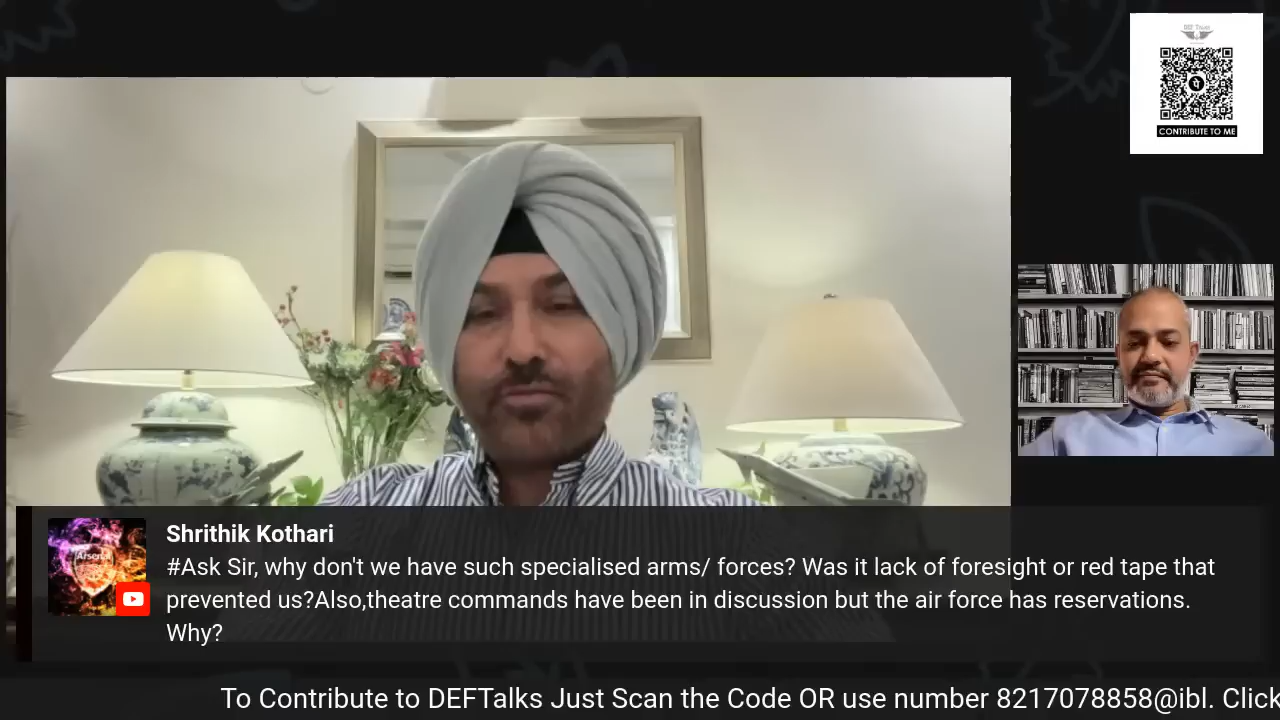 CONTRIBUTE TO ME
Arsenal
Shrithik Kothari
#Ask Sir, why don't we have such specialised arms/ forces? Was it lack of foresight or red tape that
prevented us?Also,theatre commands have been in discussion but the air force has reservations.
Why?
To Contribute to DEFTalks Just Scan the Code OR use number 8217078858@ibl. Click